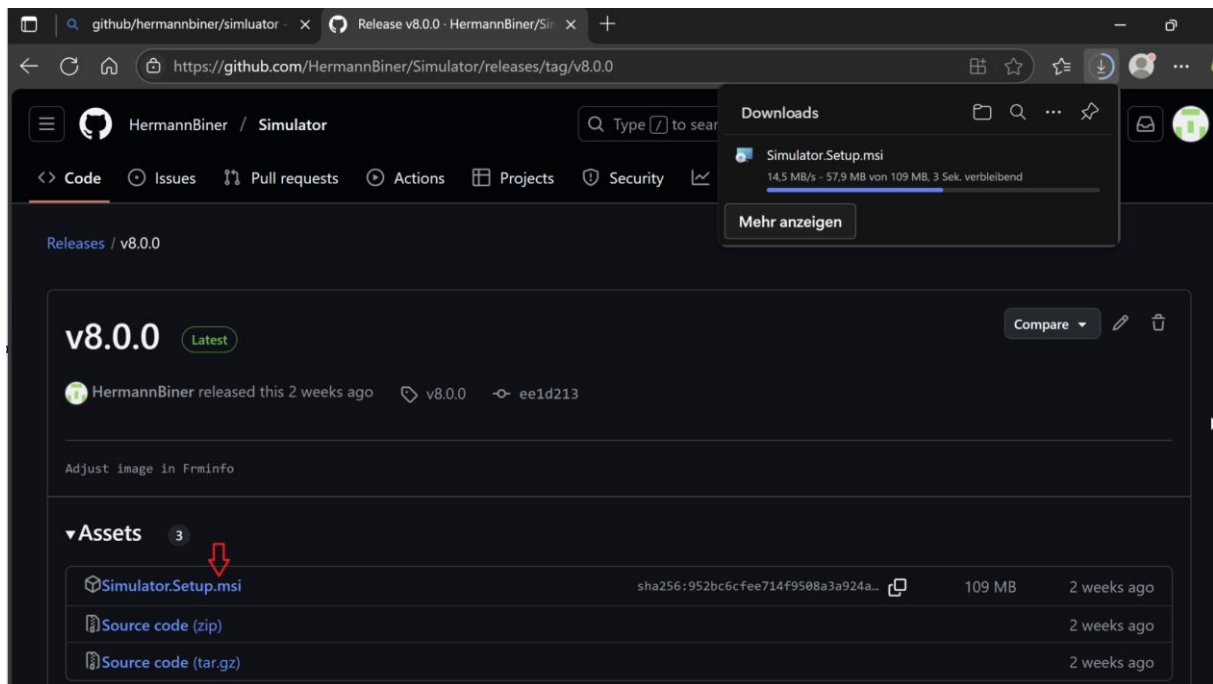 github/hermannbiner/simluator -
Release v8.0.0 · HermannBiner/Sim
https://github.com/HermannBiner/Simulator/releases/tag/v8.0.0
HermannBiner / Simulator
Type / to sear
Downloads
Simulator.Setup.msi
14,5 MB/s - 57,9 MB von 109 MB, 3 Sek. verbleibend
Mehr anzeigen
Code Issues Pull requests Actions Projects Security
Releases / v8.0.0
v8.0.0 Latest
Compare
HermannBiner released this 2 weeks ago v8.0.0 ee1d213
Adjust image in Frminfo
Assets 3
Simulator.Setup.msi sha256:952bc6cfee714f9508a3a924a… 109 MB 2 weeks ago
Source code (zip) 2 weeks ago
Source code (tar.gz) 2 weeks ago